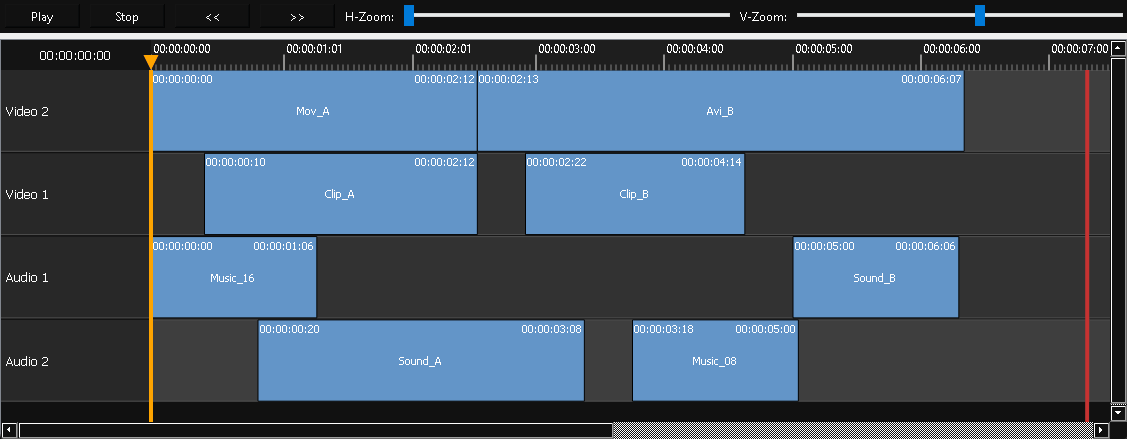 Play Stop << >> H-Zoom: V-Zoom:
00:00:00:00 00:00:00:00 00:00:01:01 00:00:02:01 00:00:03:00 00:00:04:00 00:00:05:00 00:00:06:00 00:00:07:00
00:00:00:00 00:00:02:12 00:00:02:13 00:00:06:07
Video 2 Mov_A Avi_B
00:00:00:10 00:00:02:12 00:00:02:22 00:00:04:14
Video 1 Clip_A Clip_B
00:00:00:00 00:00:01:06 00:00:05:00 00:00:06:06
Audio 1 Music_16 Sound_B
00:00:00:20 00:00:03:08 00:00:03:18 00:00:05:00
Audio 2 Sound_A Music_08